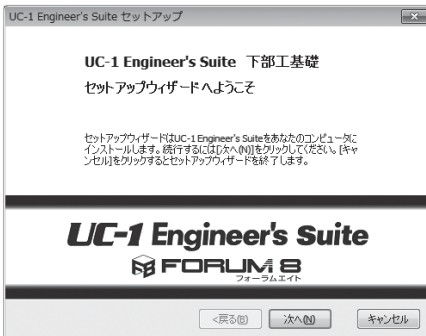 UC-1 Engineer's Suite セットアップ
UC-1 Engineer's Suite 下部工基礎
セットアップウィザードへようこそ
セットアップウィザードはUC-1 Engineer's Suiteをあなたのコンピュータに
インストールします。続行するには[次へ(N)]をクリックしてください。[キャ
ンセル]をクリックするとセットアップウィザードを終了します。
UC-1 Engineer's Suite
FORUM 8
フォーラムエイト
<戻る(B)
次へ(N)
キャンセル